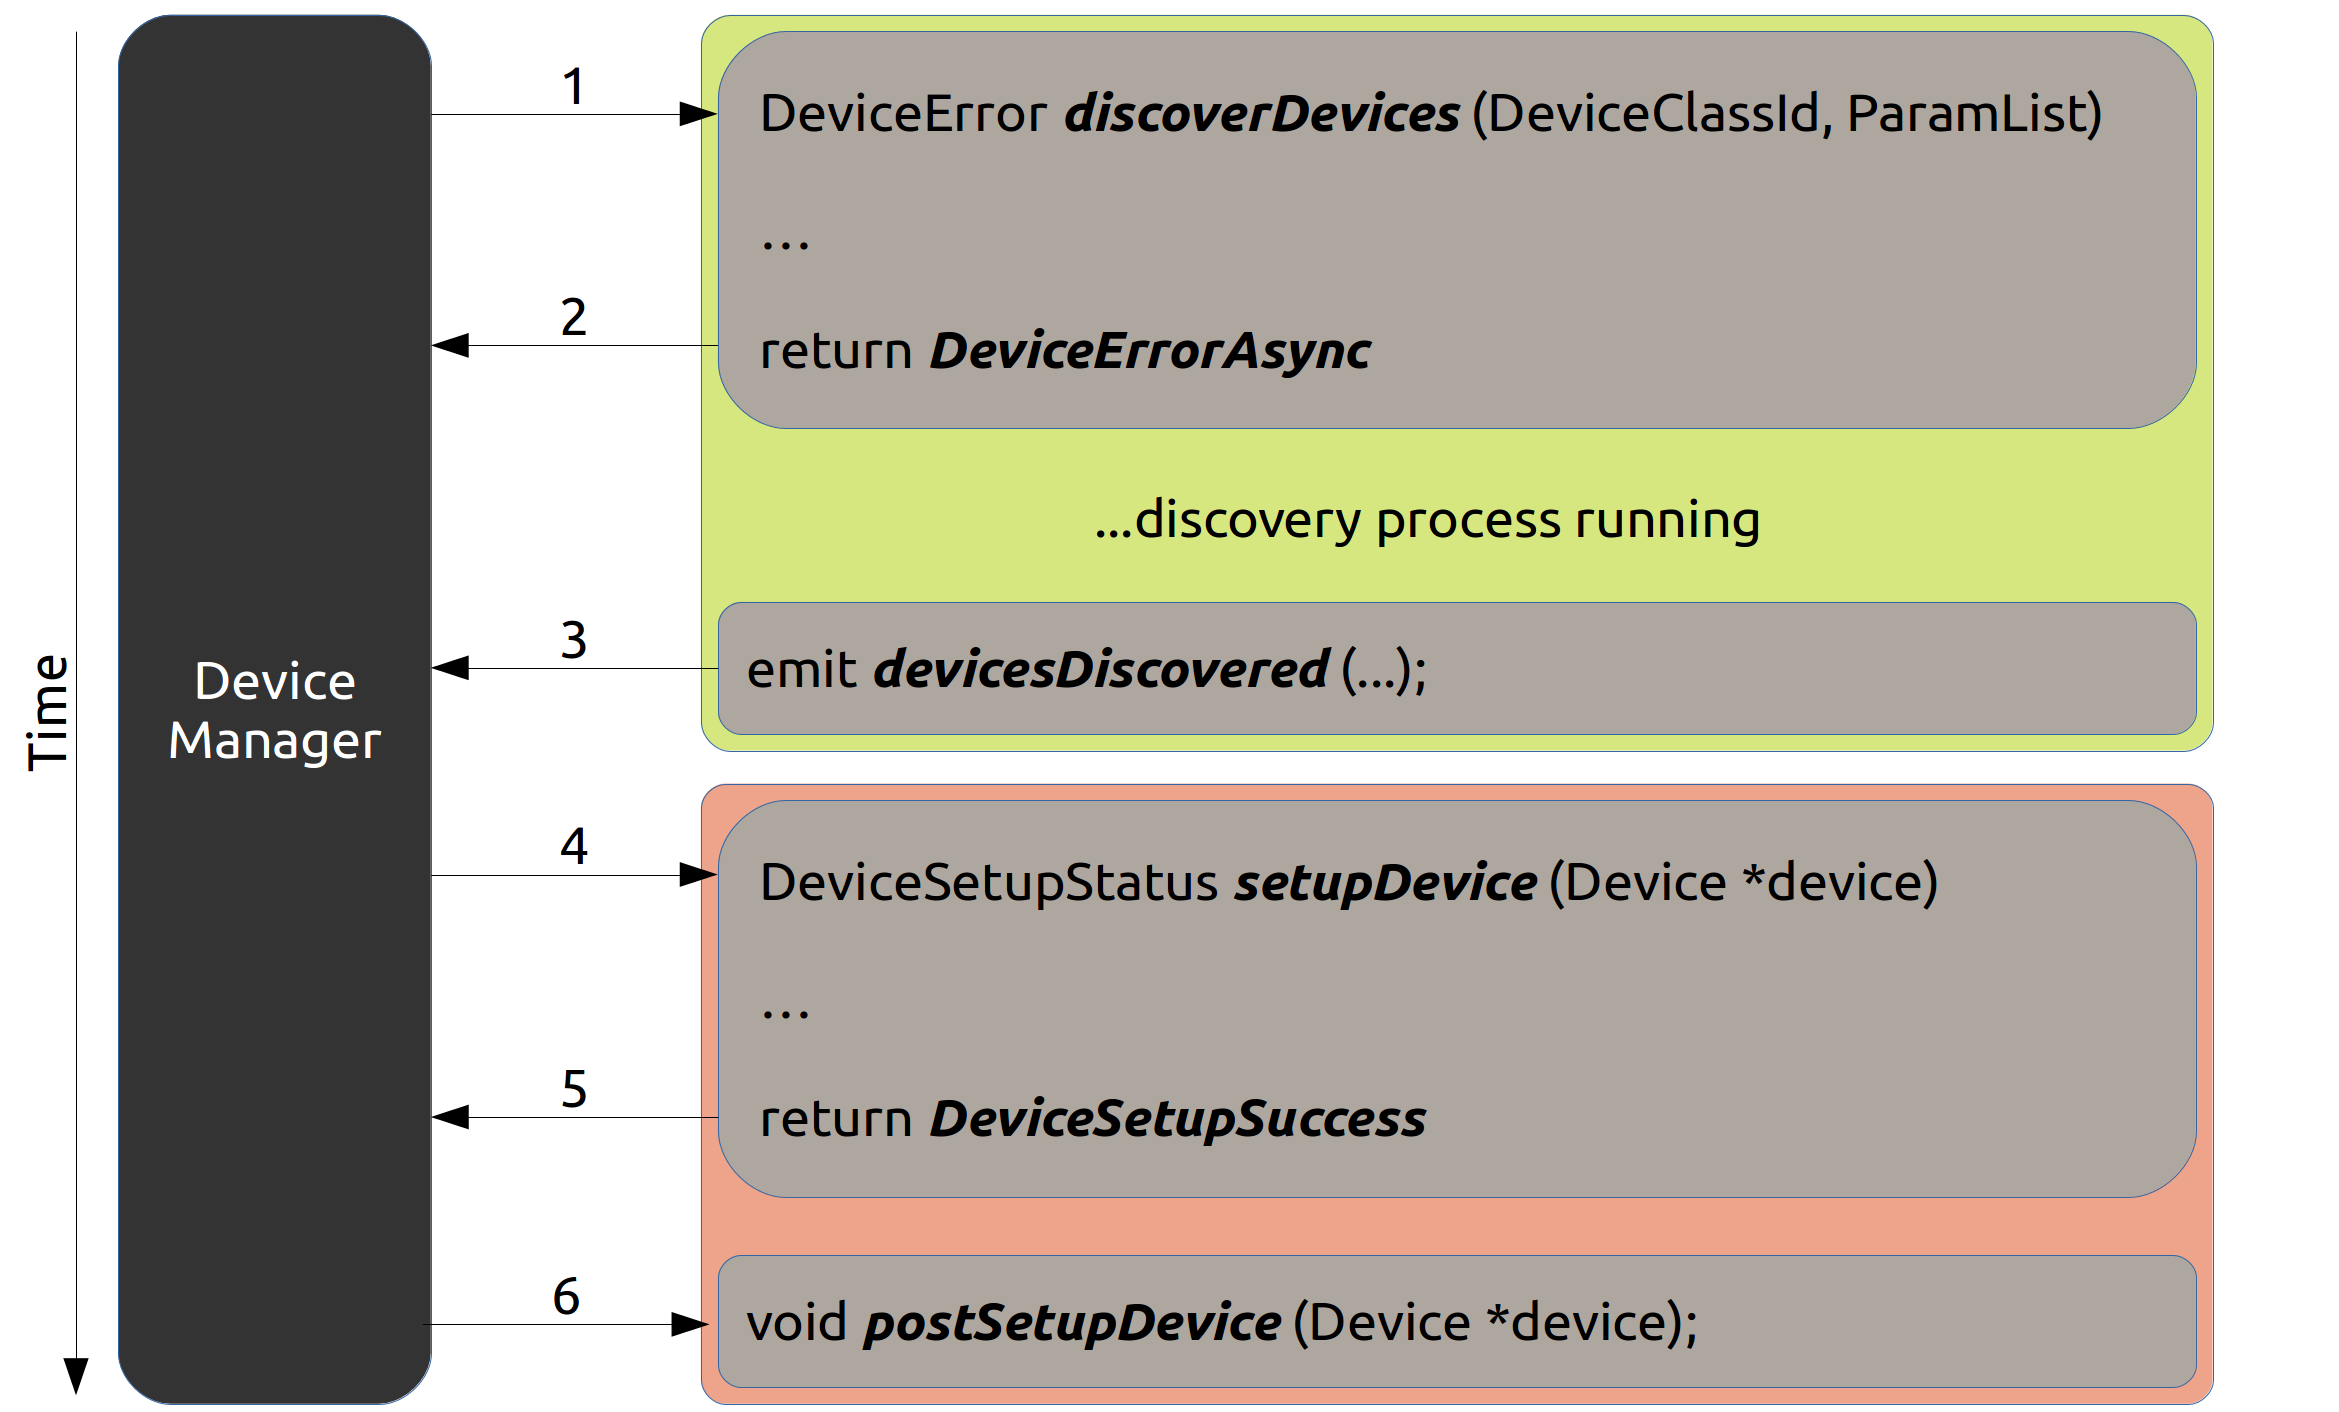 Time
Device
Manager
1
DeviceError discoverDevices (DeviceClassId, ParamList)
...
2
return DeviceErrorAsync
...discovery process running
3
emit devicesDiscovered (...);
4
DeviceSetupStatus setupDevice (Device *device)
...
5
return DeviceSetupSuccess
6
void postSetupDevice (Device *device);